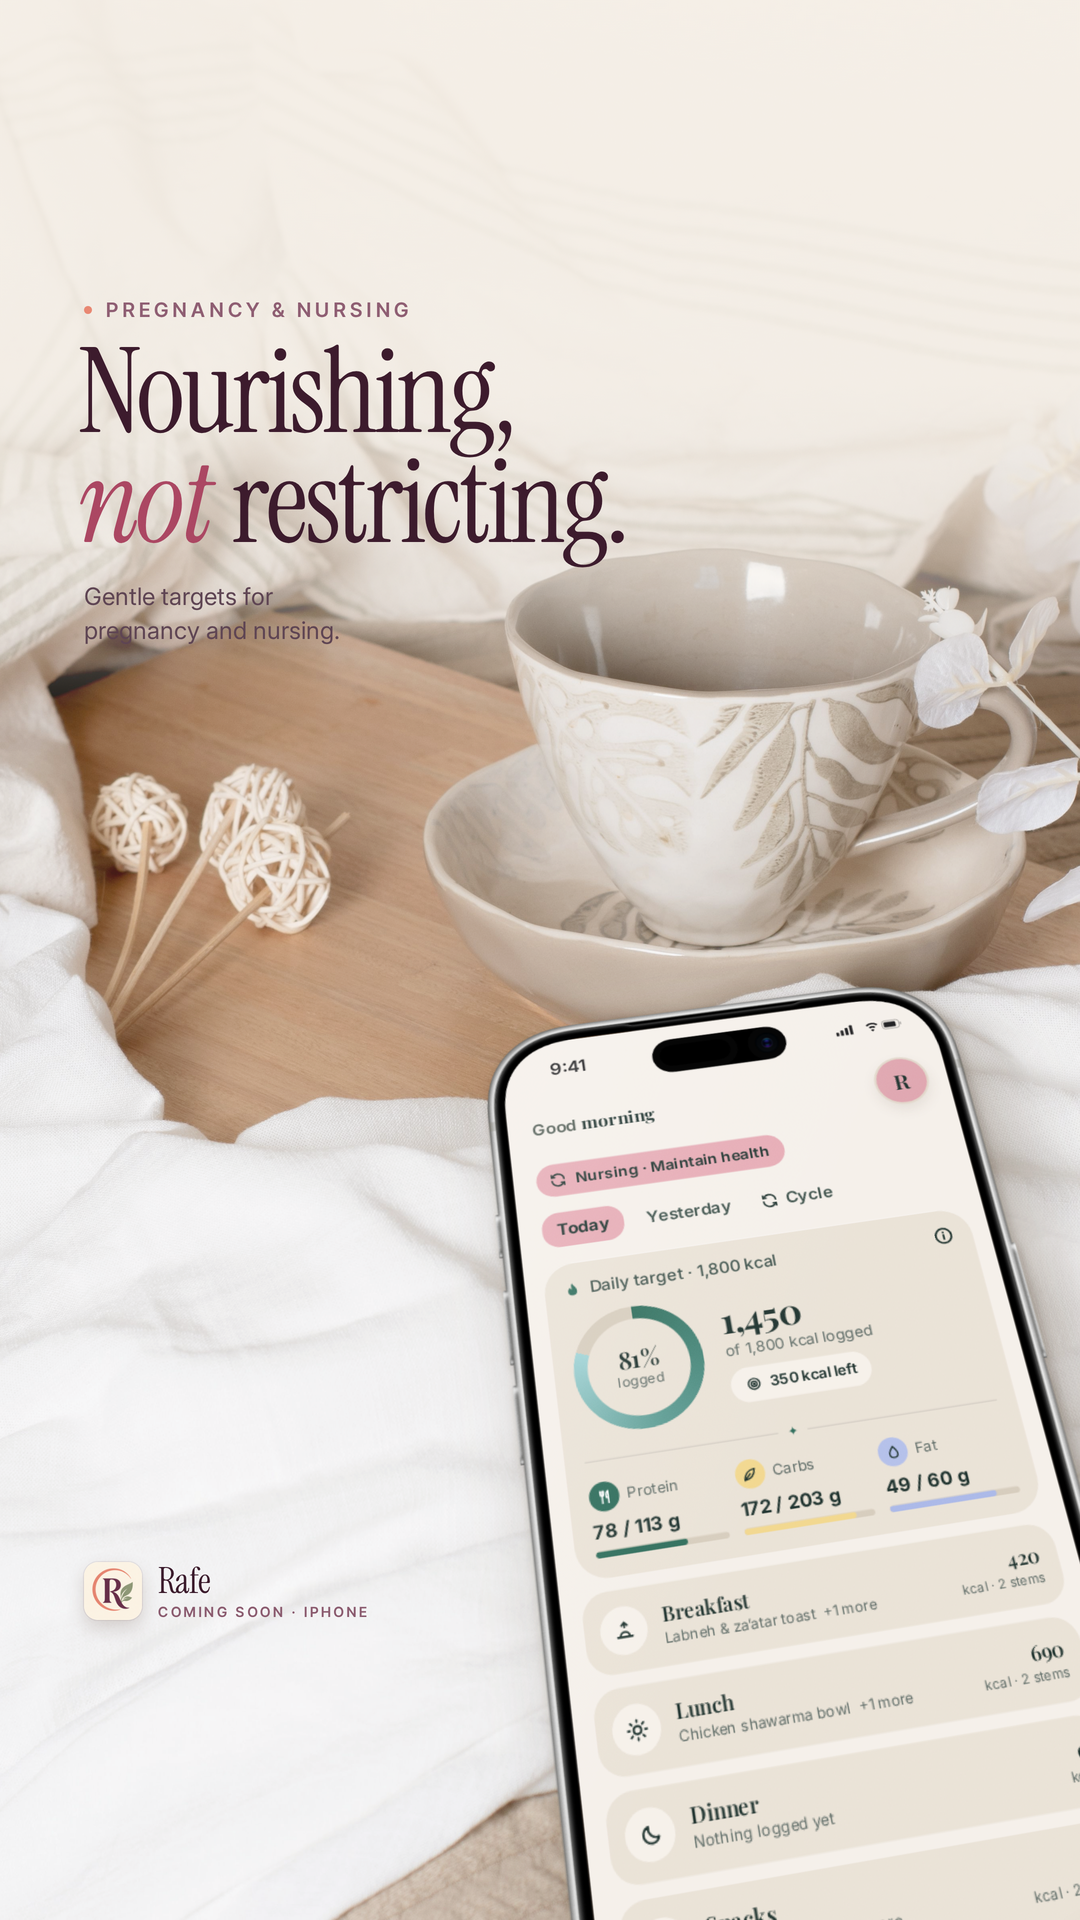 PREGNANCY & NURSING
Nourishing,
not restricting.
Gentle targets for
pregnancy and nursing.
9:41
R
Good morning
Nursing · Maintain health
Today Yesterday Cycle
Daily target · 1,800 kcal
81%
logged
1,450
of 1,800 kcal logged
350 kcal left
Protein
78 / 113 g
Carbs
172 / 203 g
Fat
49 / 60 g
Breakfast
Labneh & za'atar toast +1 more
420
kcal · 2 stems
Lunch
Chicken shawarma bowl +1 more
690
kcal · 2 stems
Dinner
Nothing logged yet
Snacks
kcal · 2
R
Rafe
COMING SOON · IPHONE